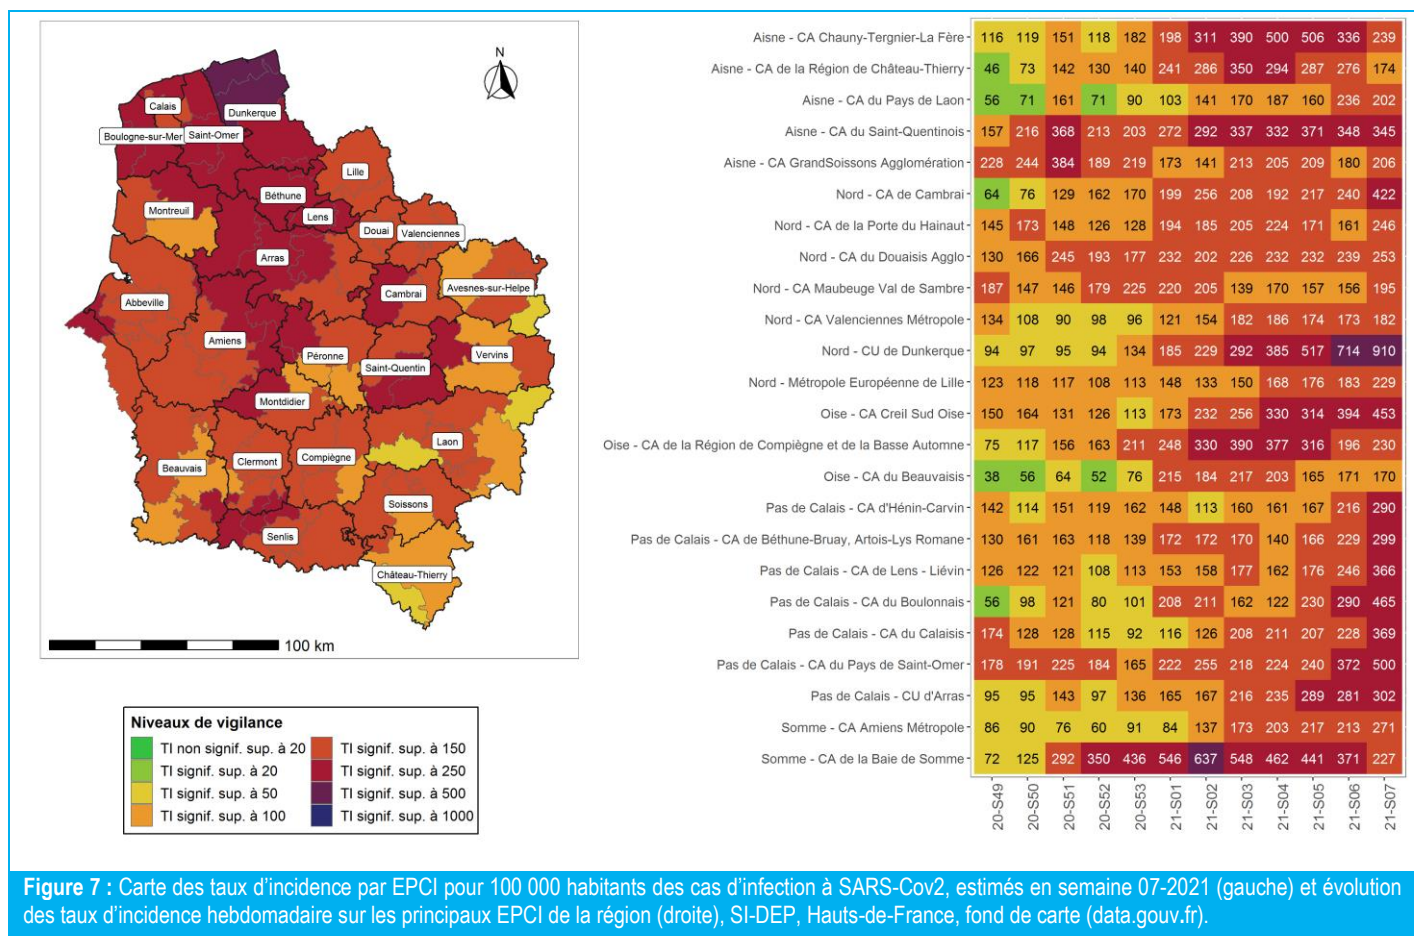 N
Calais
Dunkerque
Boulogne-sur-Mer
Saint-Omer
Lille
Béthune
Montreuil
Lens
Douai
Valenciennes
Arras
Cambrai
Avesnes-sur-Helpe
Abbeville
Amiens
Péronne
Saint-Quentin
Vervins
Montdidier
Laon
Beauvais
Clermont
Compiègne
Soissons
Senlis
Château-Thierry
100 km
Niveaux de vigilance
TI non signif. sup. à 20
TI signif. sup. à 20
TI signif. sup. à 50
TI signif. sup. à 100
TI signif. sup. à 150
TI signif. sup. à 250
TI signif. sup. à 500
TI signif. sup. à 1000
Aisne - CA Chauny-Tergnier-La Fère 116 119 151 118 182 198 311 390 500 506 336 239
Aisne - CA de la Région de Château-Thierry 46 73 142 130 140 241 286 350 294 287 276 174
Aisne - CA du Pays de Laon 56 71 161 71 90 103 141 170 187 160 236 202
Aisne - CA du Saint-Quentinois 157 216 368 213 203 272 292 337 332 371 348 345
Aisne - CA GrandSoissons Agglomération 228 244 384 189 219 173 141 213 205 209 180 206
Nord - CA de Cambrai 64 76 129 162 170 199 256 208 192 217 240 422
Nord - CA de la Porte du Hainaut 145 173 148 126 128 194 185 205 224 171 161 246
Nord - CA du Douaisis Agglo 130 166 245 193 177 232 202 226 232 232 239 253
Nord - CA Maubeuge Val de Sambre 187 147 146 179 225 220 205 139 170 157 156 195
Nord - CA Valenciennes Métropole 134 108 90 98 96 121 154 182 186 174 173 182
Nord - CU de Dunkerque 94 97 95 94 134 185 229 292 385 517 714 910
Nord - Métropole Européenne de Lille 123 118 117 108 113 148 133 150 168 176 183 229
Oise - CA Creil Sud Oise 150 164 131 126 113 173 232 256 330 314 394 453
Oise - CA de la Région de Compiègne et de la Basse Automne 75 117 156 163 211 248 330 390 377 316 196 230
Oise - CA du Beauvaisis 38 56 64 52 76 215 184 217 203 165 171 170
Pas de Calais - CA d'Hénin-Carvin 142 114 151 119 162 148 113 160 161 167 216 290
Pas de Calais - CA de Béthune-Bruay, Artois-Lys Romane 130 161 163 118 139 172 172 170 140 166 229 299
Pas de Calais - CA de Lens - Liévin 126 122 121 108 113 153 158 177 162 176 246 366
Pas de Calais - CA du Boulonnais 56 98 121 80 101 208 211 162 122 230 290 465
Pas de Calais - CA du Calaisis 174 128 128 115 92 116 126 208 211 207 228 369
Pas de Calais - CA du Pays de Saint-Omer 178 191 225 184 165 222 255 218 224 240 372 500
Pas de Calais - CU d'Arras 95 95 143 97 136 165 167 216 235 289 281 302
Somme - CA Amiens Métropole 86 90 76 60 91 84 137 173 203 217 213 271
Somme - CA de la Baie de Somme 72 125 292 350 436 546 637 548 462 441 371 227
20-S49 20-S50 20-S51 20-S52 20-S53 21-S01 21-S02 21-S03 21-S04 21-S05 21-S06 21-S07
Figure 7 : Carte des taux d'incidence par EPCI pour 100 000 habitants des cas d'infection à SARS-Cov2, estimés en semaine 07-2021 (gauche) et évolution
des taux d'incidence hebdomadaire sur les principaux EPCI de la région (droite), SI-DEP, Hauts-de-France, fond de carte (data.gouv.fr).